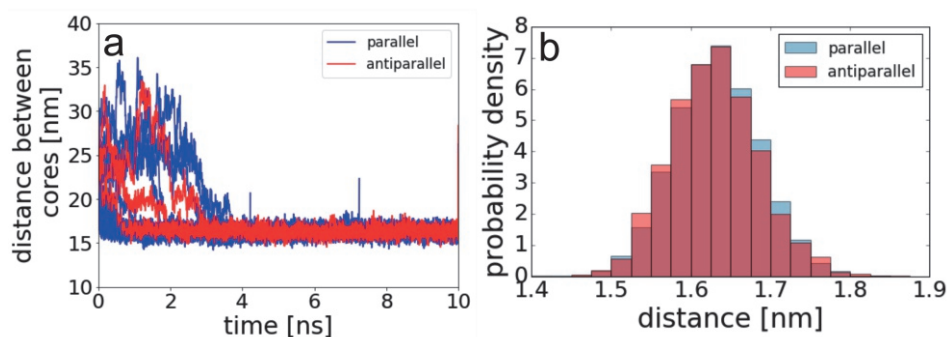 a
distance between
cores [nm]
40
35
30
25
20
15
10
parallel
antiparallel
0
2
4
6
8
10
time [ns]
b
probability density
8
7
6
5
4
3
2
1
0
parallel
antiparallel
1.4
1.5
1.6
1.7
1.8
1.9
distance [nm]